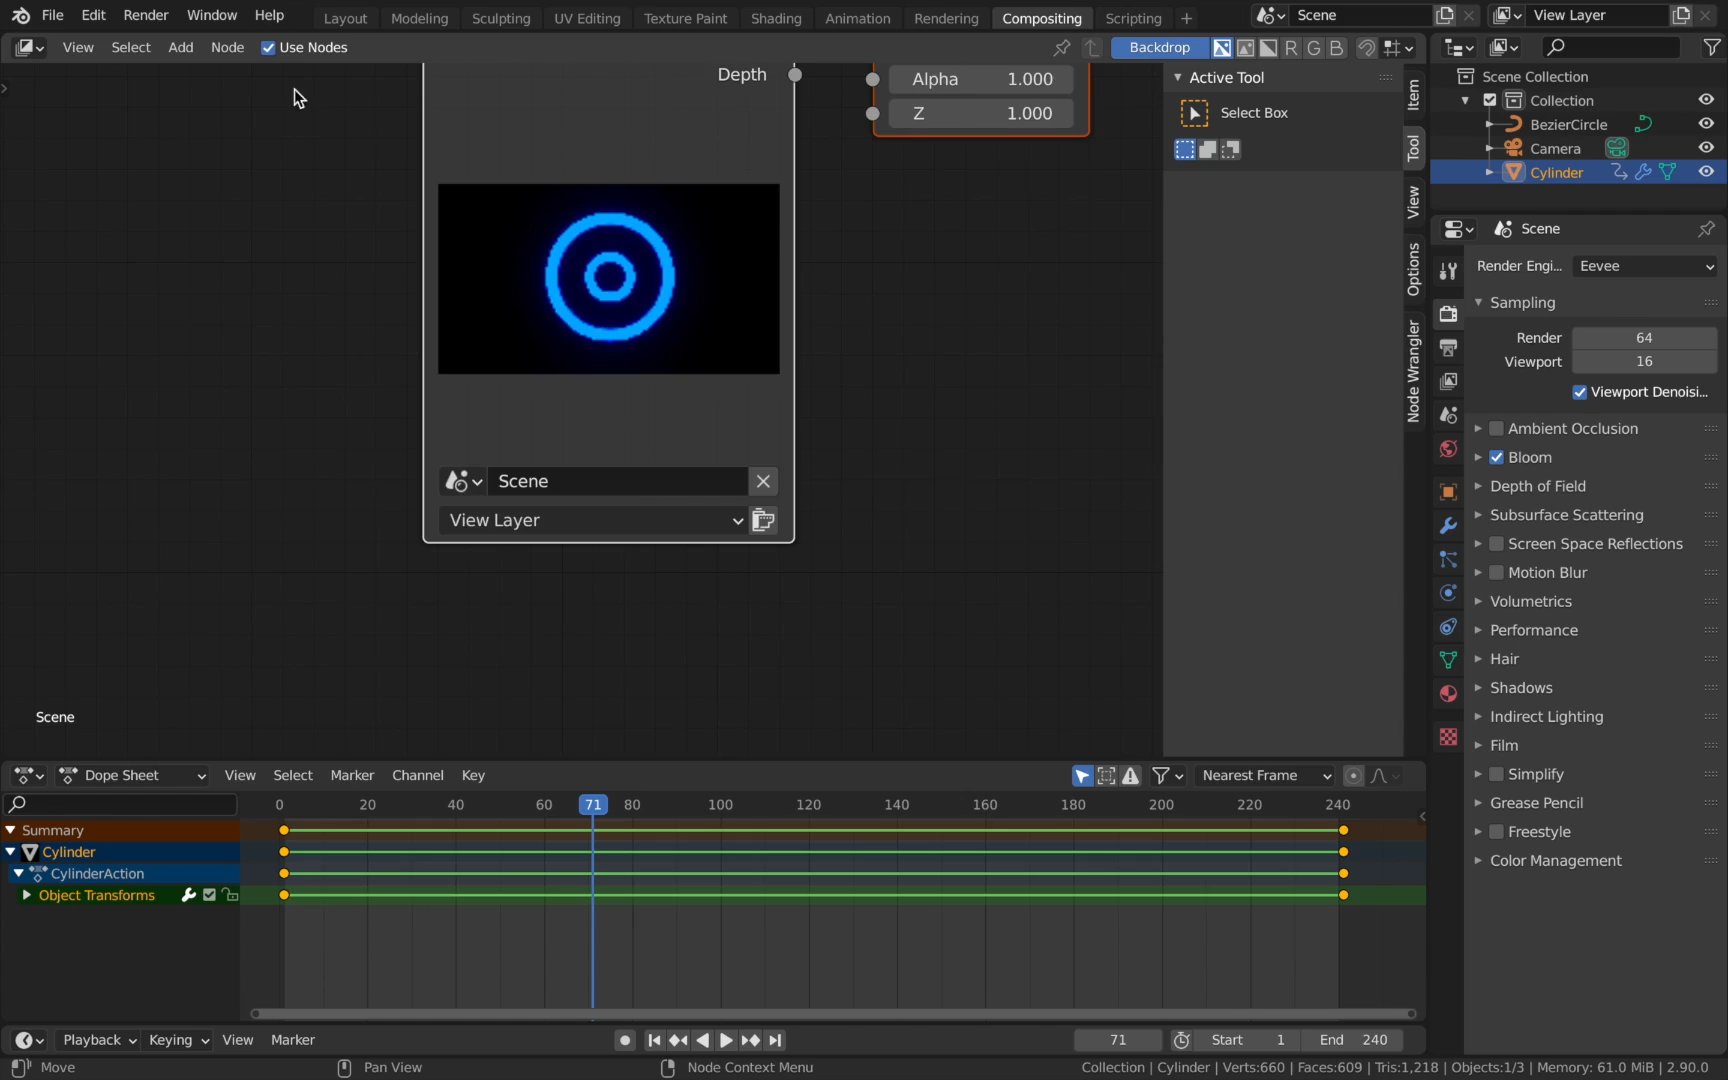 File Edit Render Window Help Layout Modeling Sculpting UV Editing Texture Paint Shading Animation Rendering Compositing Scripting + Scene View Layer
View Select Add Node Use Nodes Backdrop R G B
Depth
Alpha 1.000
Z 1.000
Scene
View Layer
Scene
Active Tool
Select Box
Item
Tool
View
Options
Node Wrangler
Scene Collection
Collection
BezierCircle
Camera
Cylinder
Scene
Render Engi... Eevee
Sampling
Render 64
Viewport 16
Viewport Denoisi...
Ambient Occlusion
Bloom
Depth of Field
Subsurface Scattering
Screen Space Reflections
Motion Blur
Volumetrics
Performance
Hair
Shadows
Indirect Lighting
Film
Simplify
Grease Pencil
Freestyle
Color Management
Dope Sheet View Select Marker Channel Key Nearest Frame
0 20 40 60 71 80 100 120 140 160 180 200 220 240
Summary
Cylinder
CylinderAction
Object Transforms
Playback Keying View Marker 71 Start 1 End 240
Move Pan View Node Context Menu Collection | Cylinder | Verts:660 | Faces:609 | Tris:1,218 | Objects:1/3 | Memory: 61.0 MiB | 2.90.0